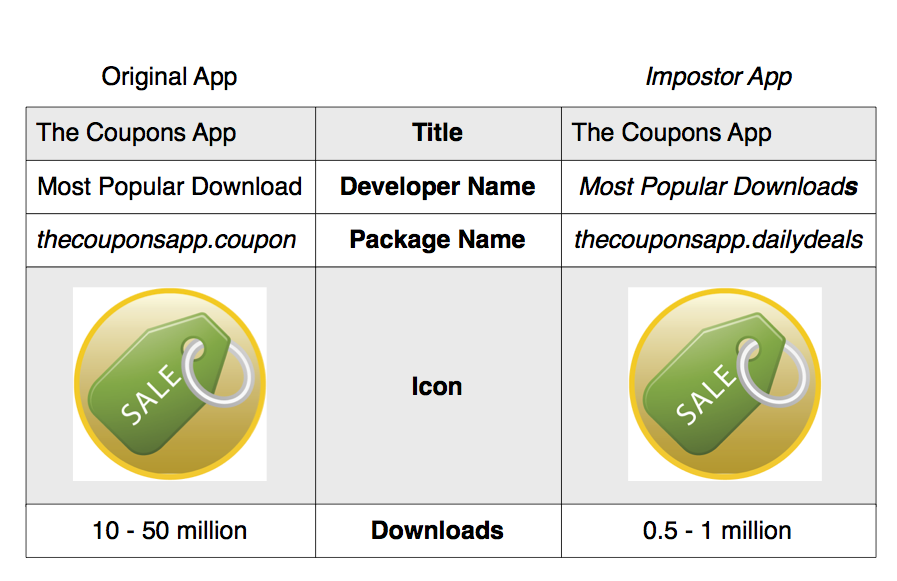 Original App Impostor App
The Coupons App Title The Coupons App
Most Popular Download Developer Name Most Popular Downloads
thecouponsapp.coupon Package Name thecouponsapp.dailydeals
SALE Icon SALE
10 - 50 million Downloads 0.5 - 1 million